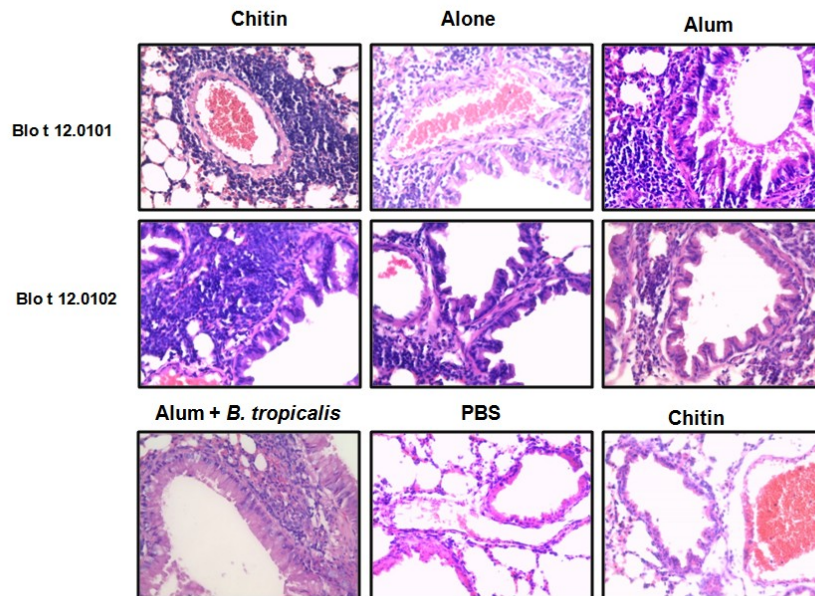 Chitin Alone Alum
Blo t 12.0101
Blo t 12.0102
Alum + B. tropicalis PBS Chitin